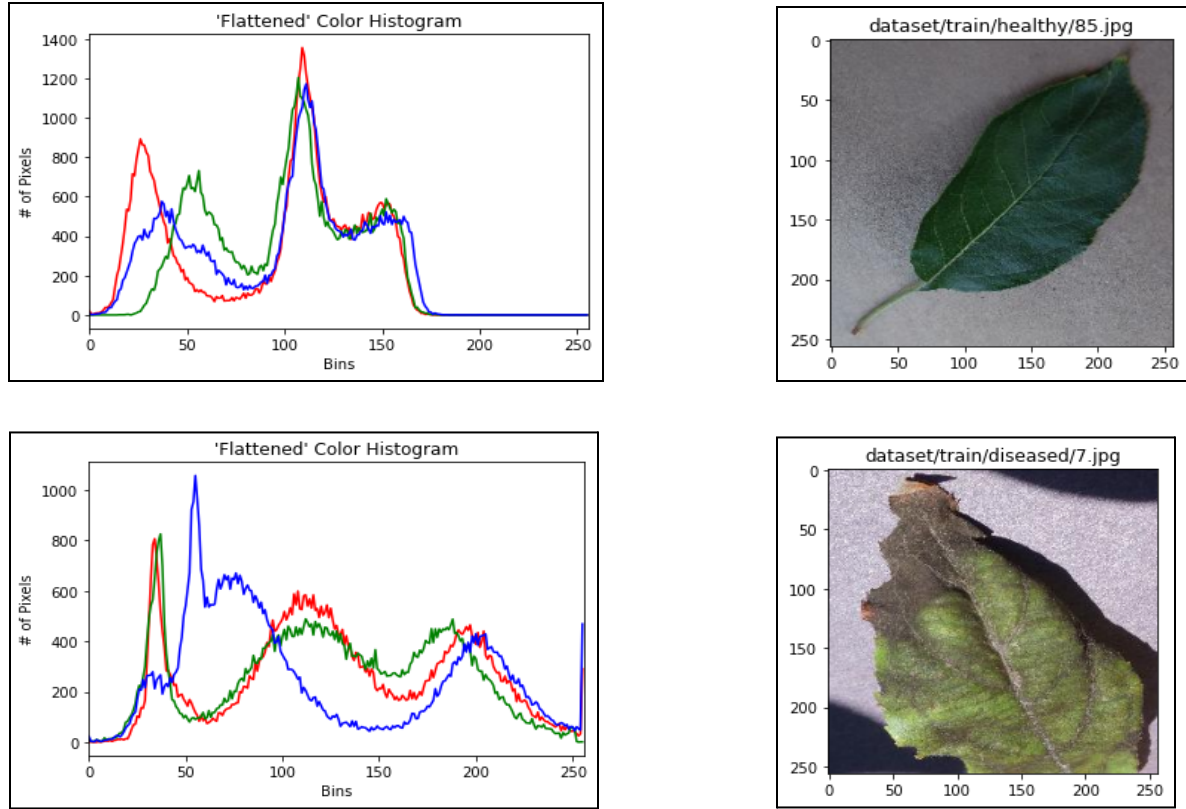 'Flattened' Color Histogram
1400
1200
1000
800
600
400
200
0
# of Pixels
0 50 100 150 200 250
Bins
dataset/train/healthy/85.jpg
0
50
100
150
200
250
0 50 100 150 200 250
'Flattened' Color Histogram
1000
800
600
400
200
0
# of Pixels
0 50 100 150 200 250
Bins
dataset/train/diseased/7.jpg
0
50
100
150
200
250
0 50 100 150 200 250